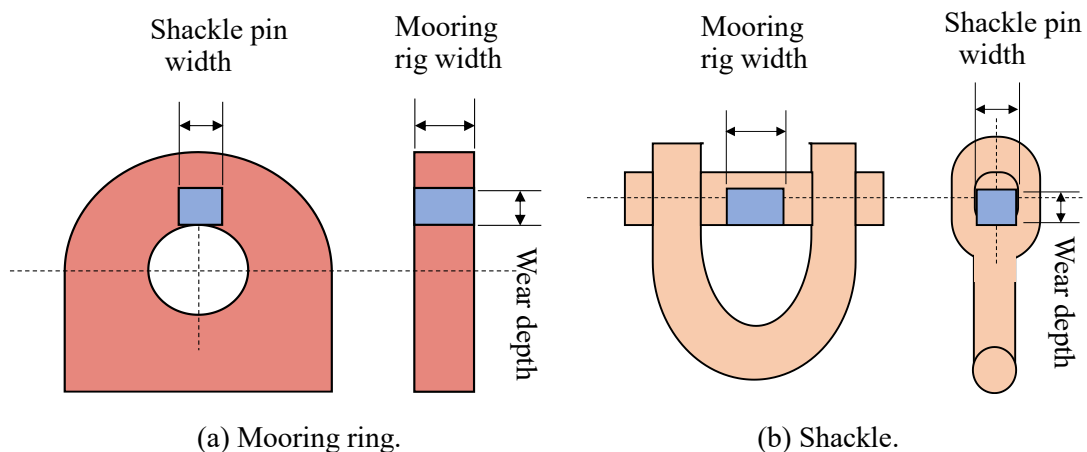 Shackle pin
width
Mooring
rig width
Wear depth
Mooring
rig width
Shackle pin
width
Wear depth
(a) Mooring ring.
(b) Shackle.